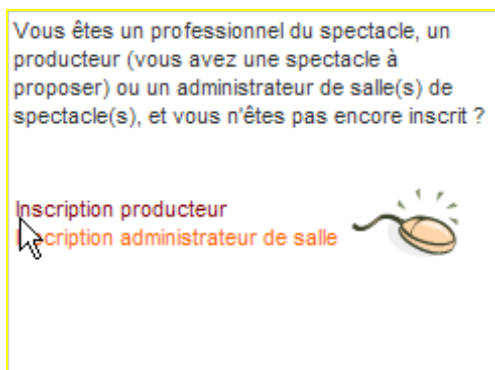 Vous êtes un professionnel du spectacle, un
producteur (vous avez une spectacle à
proposer) ou un administrateur de salle(s) de
spectacle(s), et vous n'êtes pas encore inscrit ?
Inscription producteur
Inscription administrateur de salle